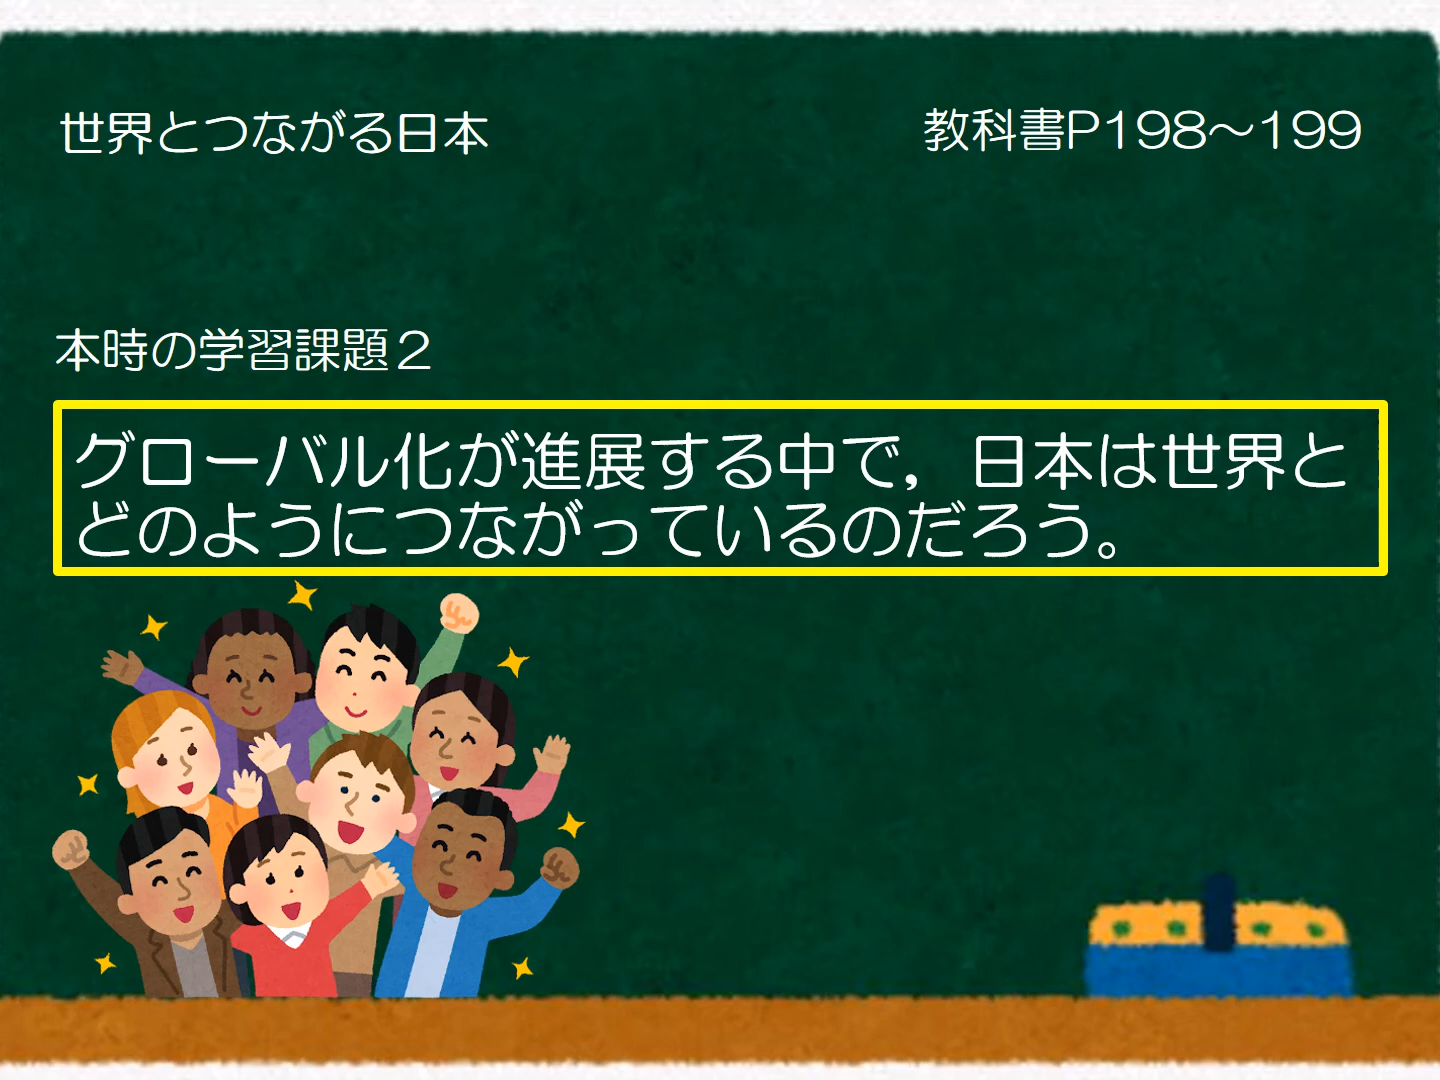 世界とつながる日本
教科書P198～199
本時の学習課題２
グローバル化が進展する中で，日本は世界と
どのようにつながっているのだろう。